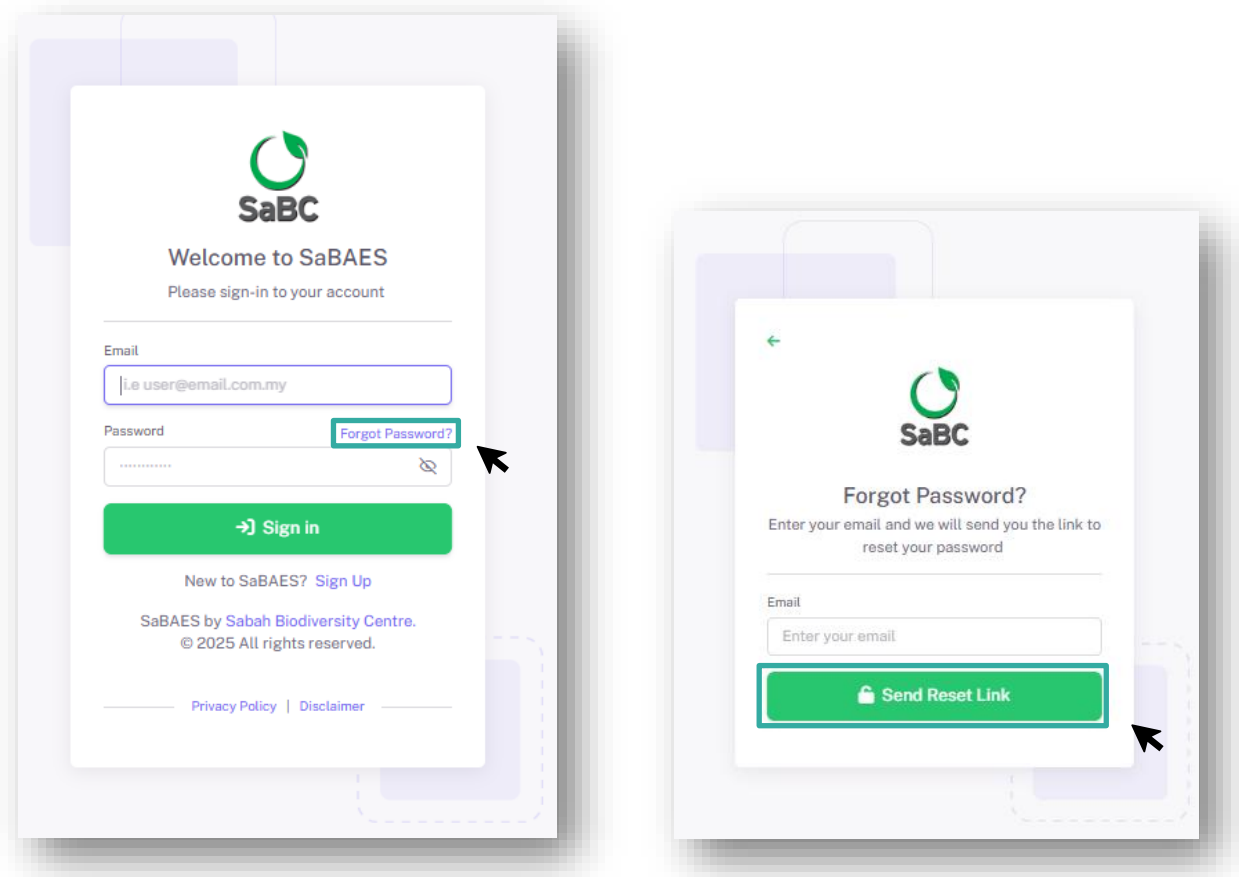 SaBC
Welcome to SaBAES
Please sign-in to your account
Email
i.e user@email.com.my
Password
Forgot Password?
············
Sign in
New to SaBAES? Sign Up
SaBAES by Sabah Biodiversity Centre.
© 2025 All rights reserved.
Privacy Policy | Disclaimer
SaBC
Forgot Password?
Enter your email and we will send you the link to
reset your password
Email
Enter your email
Send Reset Link